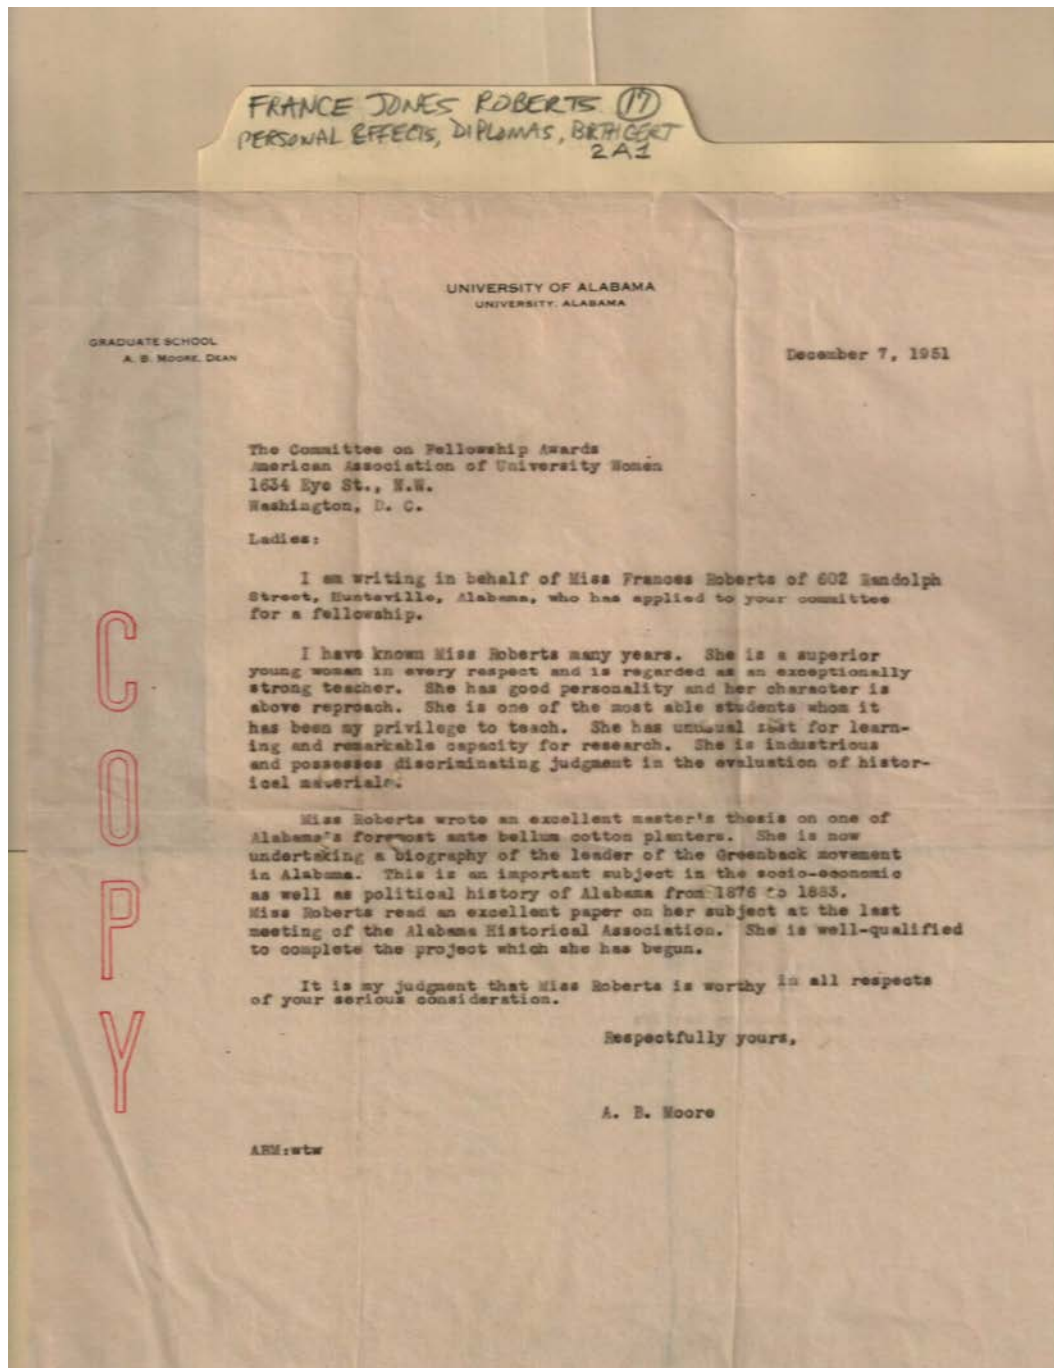 FRANCE JONES ROBERTS (17)
PERSONAL EFFECTS, DIPLOMAS, BRTH CERT
2A1
UNIVERSITY OF ALABAMA
UNIVERSITY, ALABAMA
GRADUATE SCHOOL
A. B. MOORE, DEAN
December 7, 1951
The Committee on Fellowship Awards
American Association of University Women
1634 Eye St., N.W.
Washington, D. C.
Ladies:
I am writing in behalf of Miss Frances Roberts of 602 Randolph
Street, Huntsville, Alabama, who has applied to your committee
for a fellowship.
I have known Miss Roberts many years. She is a superior
young woman in every respect and is regarded as an exceptionally
strong teacher. She has good personality and her character is
above reproach. She is one of the most able students whom it
has been my privilege to teach. She has unusual zest for learn-
ing and remarkable capacity for research. She is industrious
and possesses discriminating judgment in the evaluation of histor-
ical materials.
Miss Roberts wrote an excellent master's thesis on one of
Alabama's foremost ante bellum cotton planters. She is now
undertaking a biography of the leader of the Greenback movement
in Alabama. This is an important subject in the socio-economic
as well as political history of Alabama from 1876 to 1883.
Miss Roberts read an excellent paper on her subject at the last
meeting of the Alabama Historical Association. She is well-qualified
to complete the project which she has begun.
It is my judgment that Miss Roberts is worthy in all respects
of your serious consideration.
Respectfully yours,
A. B. Moore
ABM:wtw
COPY